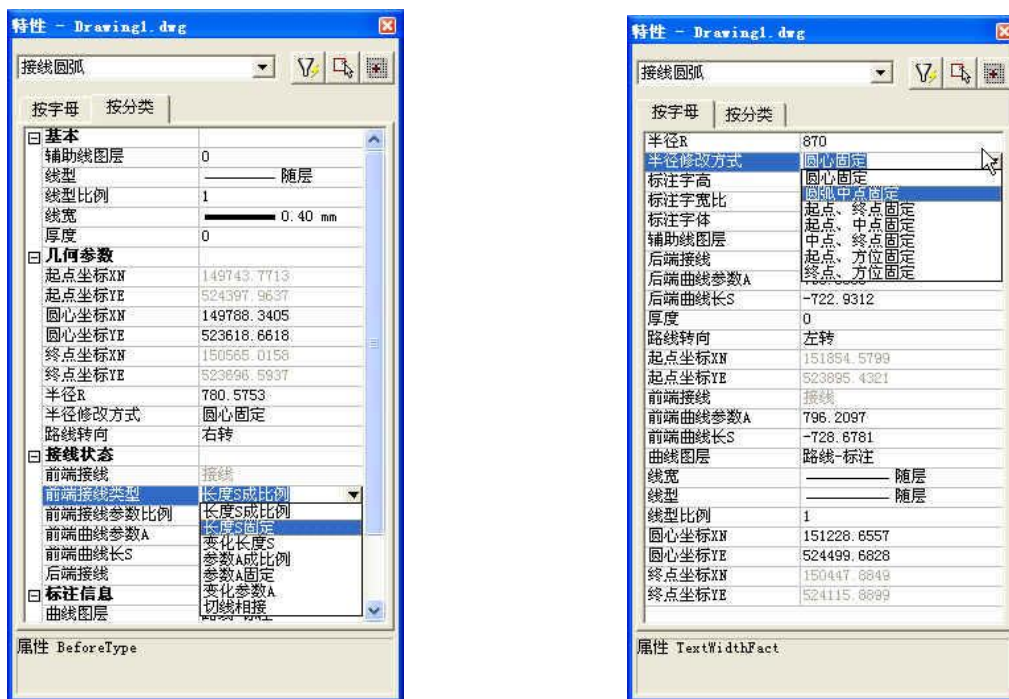 特性 - Drawing1.dwg
接线圆弧
按字母 按分类
基本
辅助线图层 0
线型 随层
线型比例 1
线宽 0.40 mm
厚度 0
几何参数
起点坐标XN 149743.7713
起点坐标YE 524397.9637
圆心坐标XN 149788.3405
圆心坐标YE 523618.6618
终点坐标XN 150565.0158
终点坐标YE 523696.5937
半径R 780.5753
半径修改方式 圆心固定
路线转向 右转
接线状态
前端接线 接线
前端接线类型 长度S成比例
前端接线参数比例 长度S成比例
长度S固定
前端曲线参数A 变化长度S
前端曲线长S 参数A成比例
后端接线 参数A固定
标注信息 变化参数A
曲线图层 切线相接
属性 BeforeType
特性 - Drawing1.dwg
接线圆弧
按字母 按分类
半径R 870
半径修改方式 圆心固定
标注字高 圆心固定
圆弧中点固定
标注字宽比 起点、终点固定
标注字体 起点、中点固定
辅助线图层 中点、终点固定
后端接线 起点、方位固定
后端曲线参数A 终点、方位固定
后端曲线长S -722.9312
厚度 0
路线转向 左转
起点坐标XN 151854.5799
起点坐标YE 523895.4321
前端接线 接线
前端曲线参数A 796.2097
前端曲线长S -728.6781
曲线图层 路线-标注
线宽 随层
线型 随层
线型比例 1
圆心坐标XN 151228.6557
圆心坐标YE 524499.6828
终点坐标XN 150447.8849
终点坐标YE 524115.8899
属性 TextWidthFact